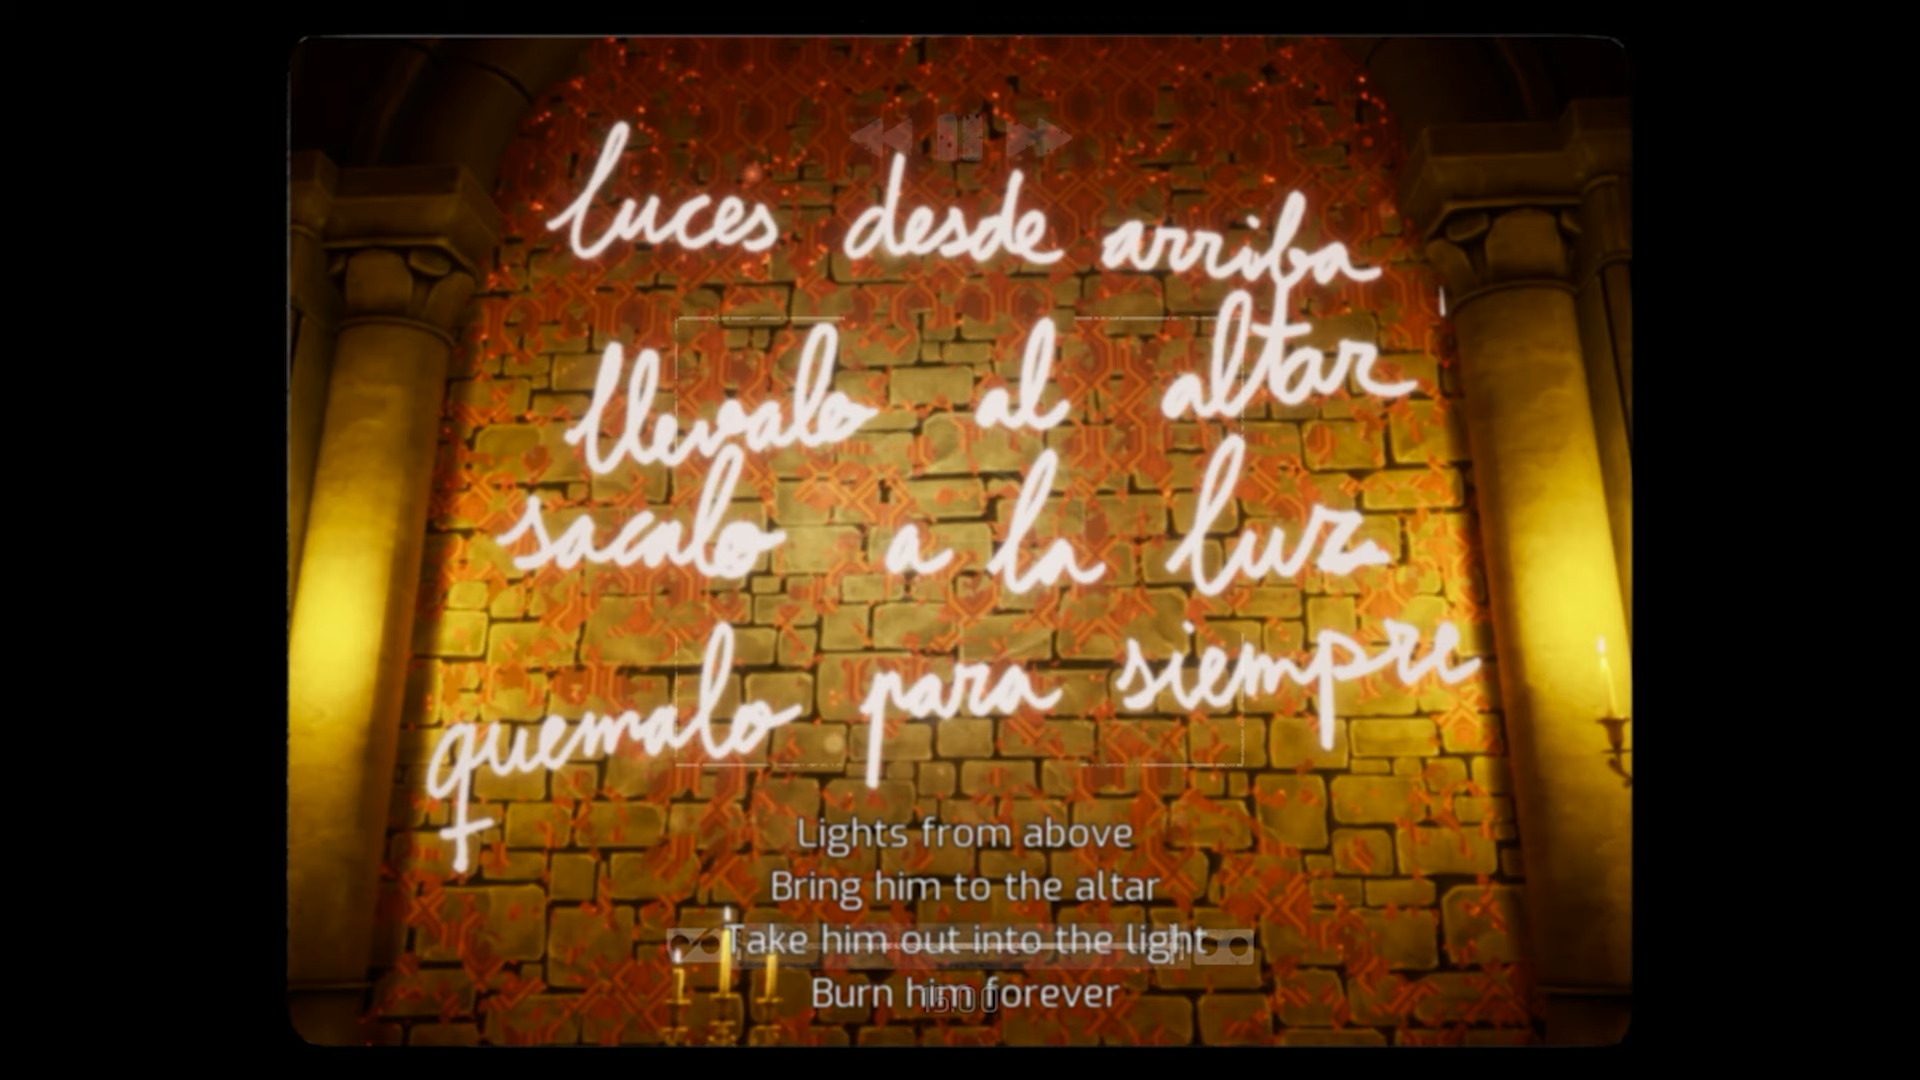 luces desde arriba
llevalo al altar
sacalo a la luz
quemalo para siempre
Lights from above
Bring him to the altar
Take him out into the light
Burn him forever